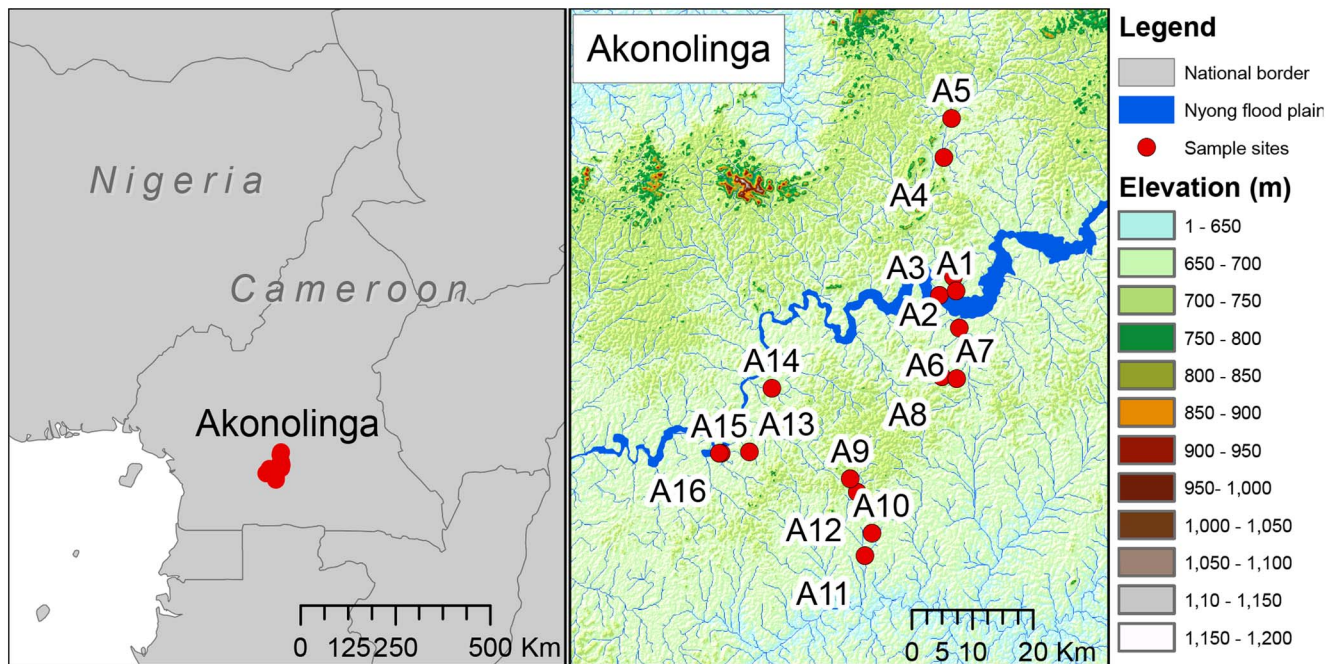 Nigeria
Cameroon
Akonolinga
0 125 250 500 Km
Akonolinga
A5
A4
A3 A1
A2
A14
A6 A7
A8
A15 A13
A9
A16
A10
A12
A11
0 5 10 20 Km
Legend
National border
Nyong flood plain
Sample sites
Elevation (m)
1 - 650
650 - 700
700 - 750
750 - 800
800 - 850
850 - 900
900 - 950
950- 1,000
1,000 - 1,050
1,050 - 1,100
1,10 - 1,150
1,150 - 1,200